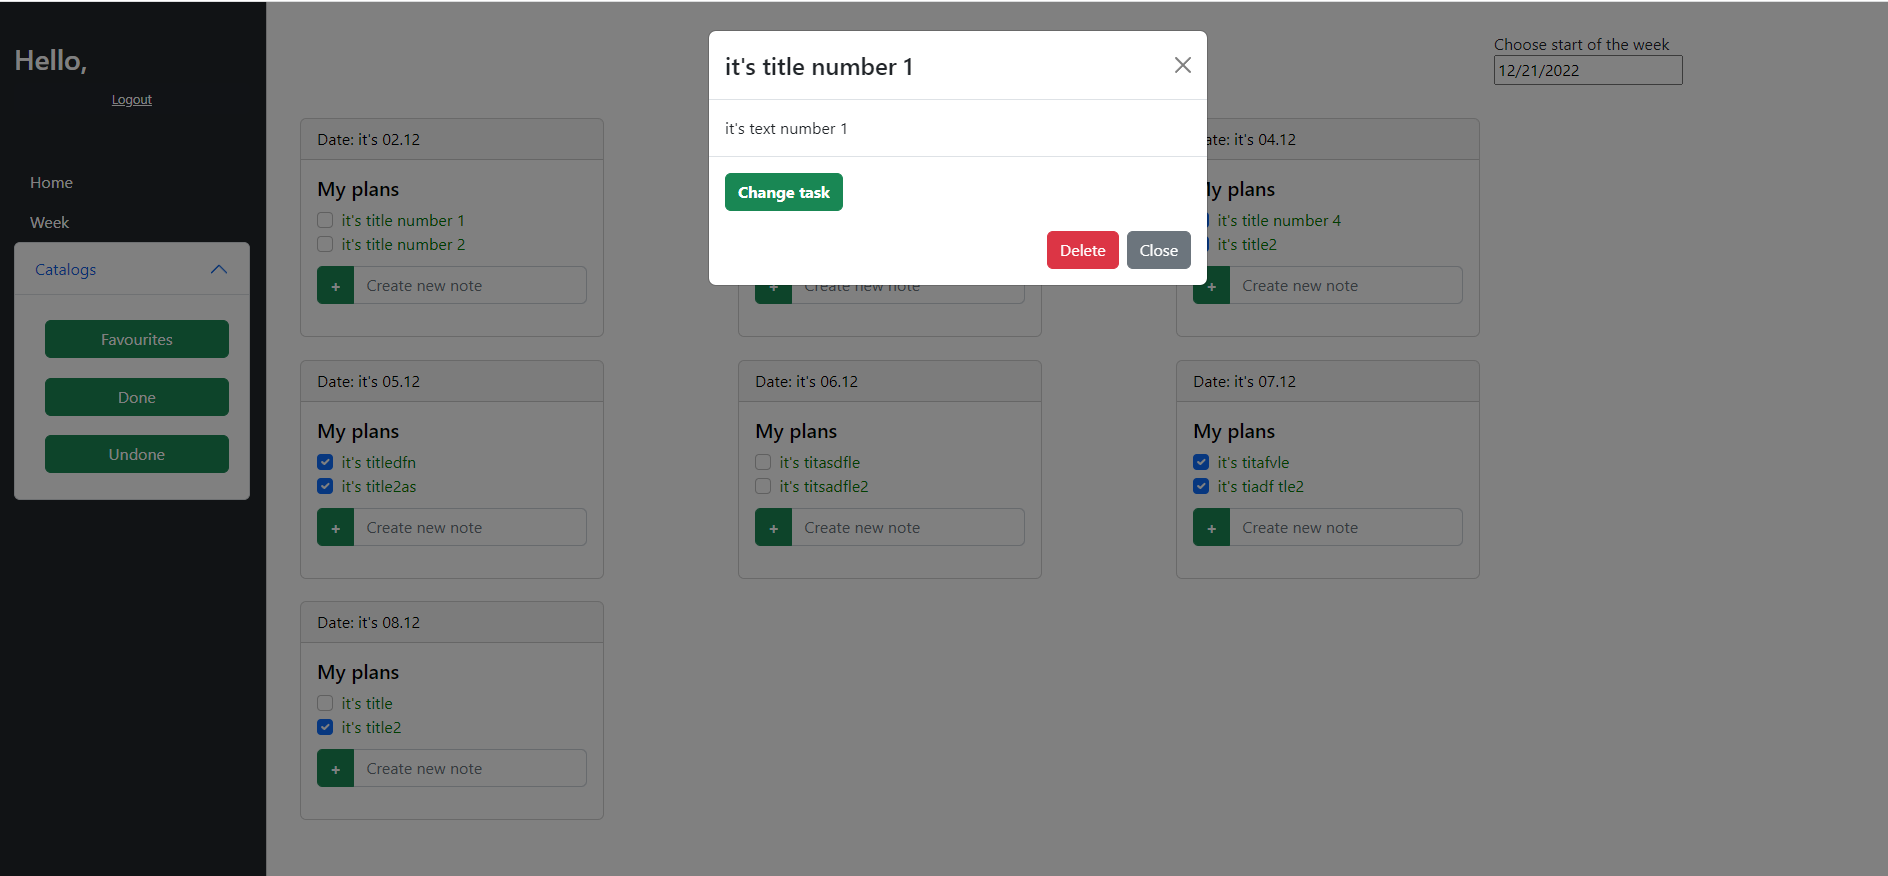 Hello,
Logout
Home
Week
Catalogs
Favourites
Done
Undone
Choose start of the week
12/21/2022
it's title number 1
it's text number 1
Change task
Delete
Close
Date: it's 02.12
My plans
it's title number 1
it's title number 2
+
Create new note
+
Create new note
ate: it's 04.12
My plans
it's title number 4
it's title2
+
Create new note
Date: it's 05.12
My plans
it's titledfn
it's title2as
+
Create new note
Date: it's 06.12
My plans
it's titasdfle
it's titsadfle2
+
Create new note
Date: it's 07.12
My plans
it's titafvle
it's tiadf tle2
+
Create new note
Date: it's 08.12
My plans
it's title
it's title2
+
Create new note